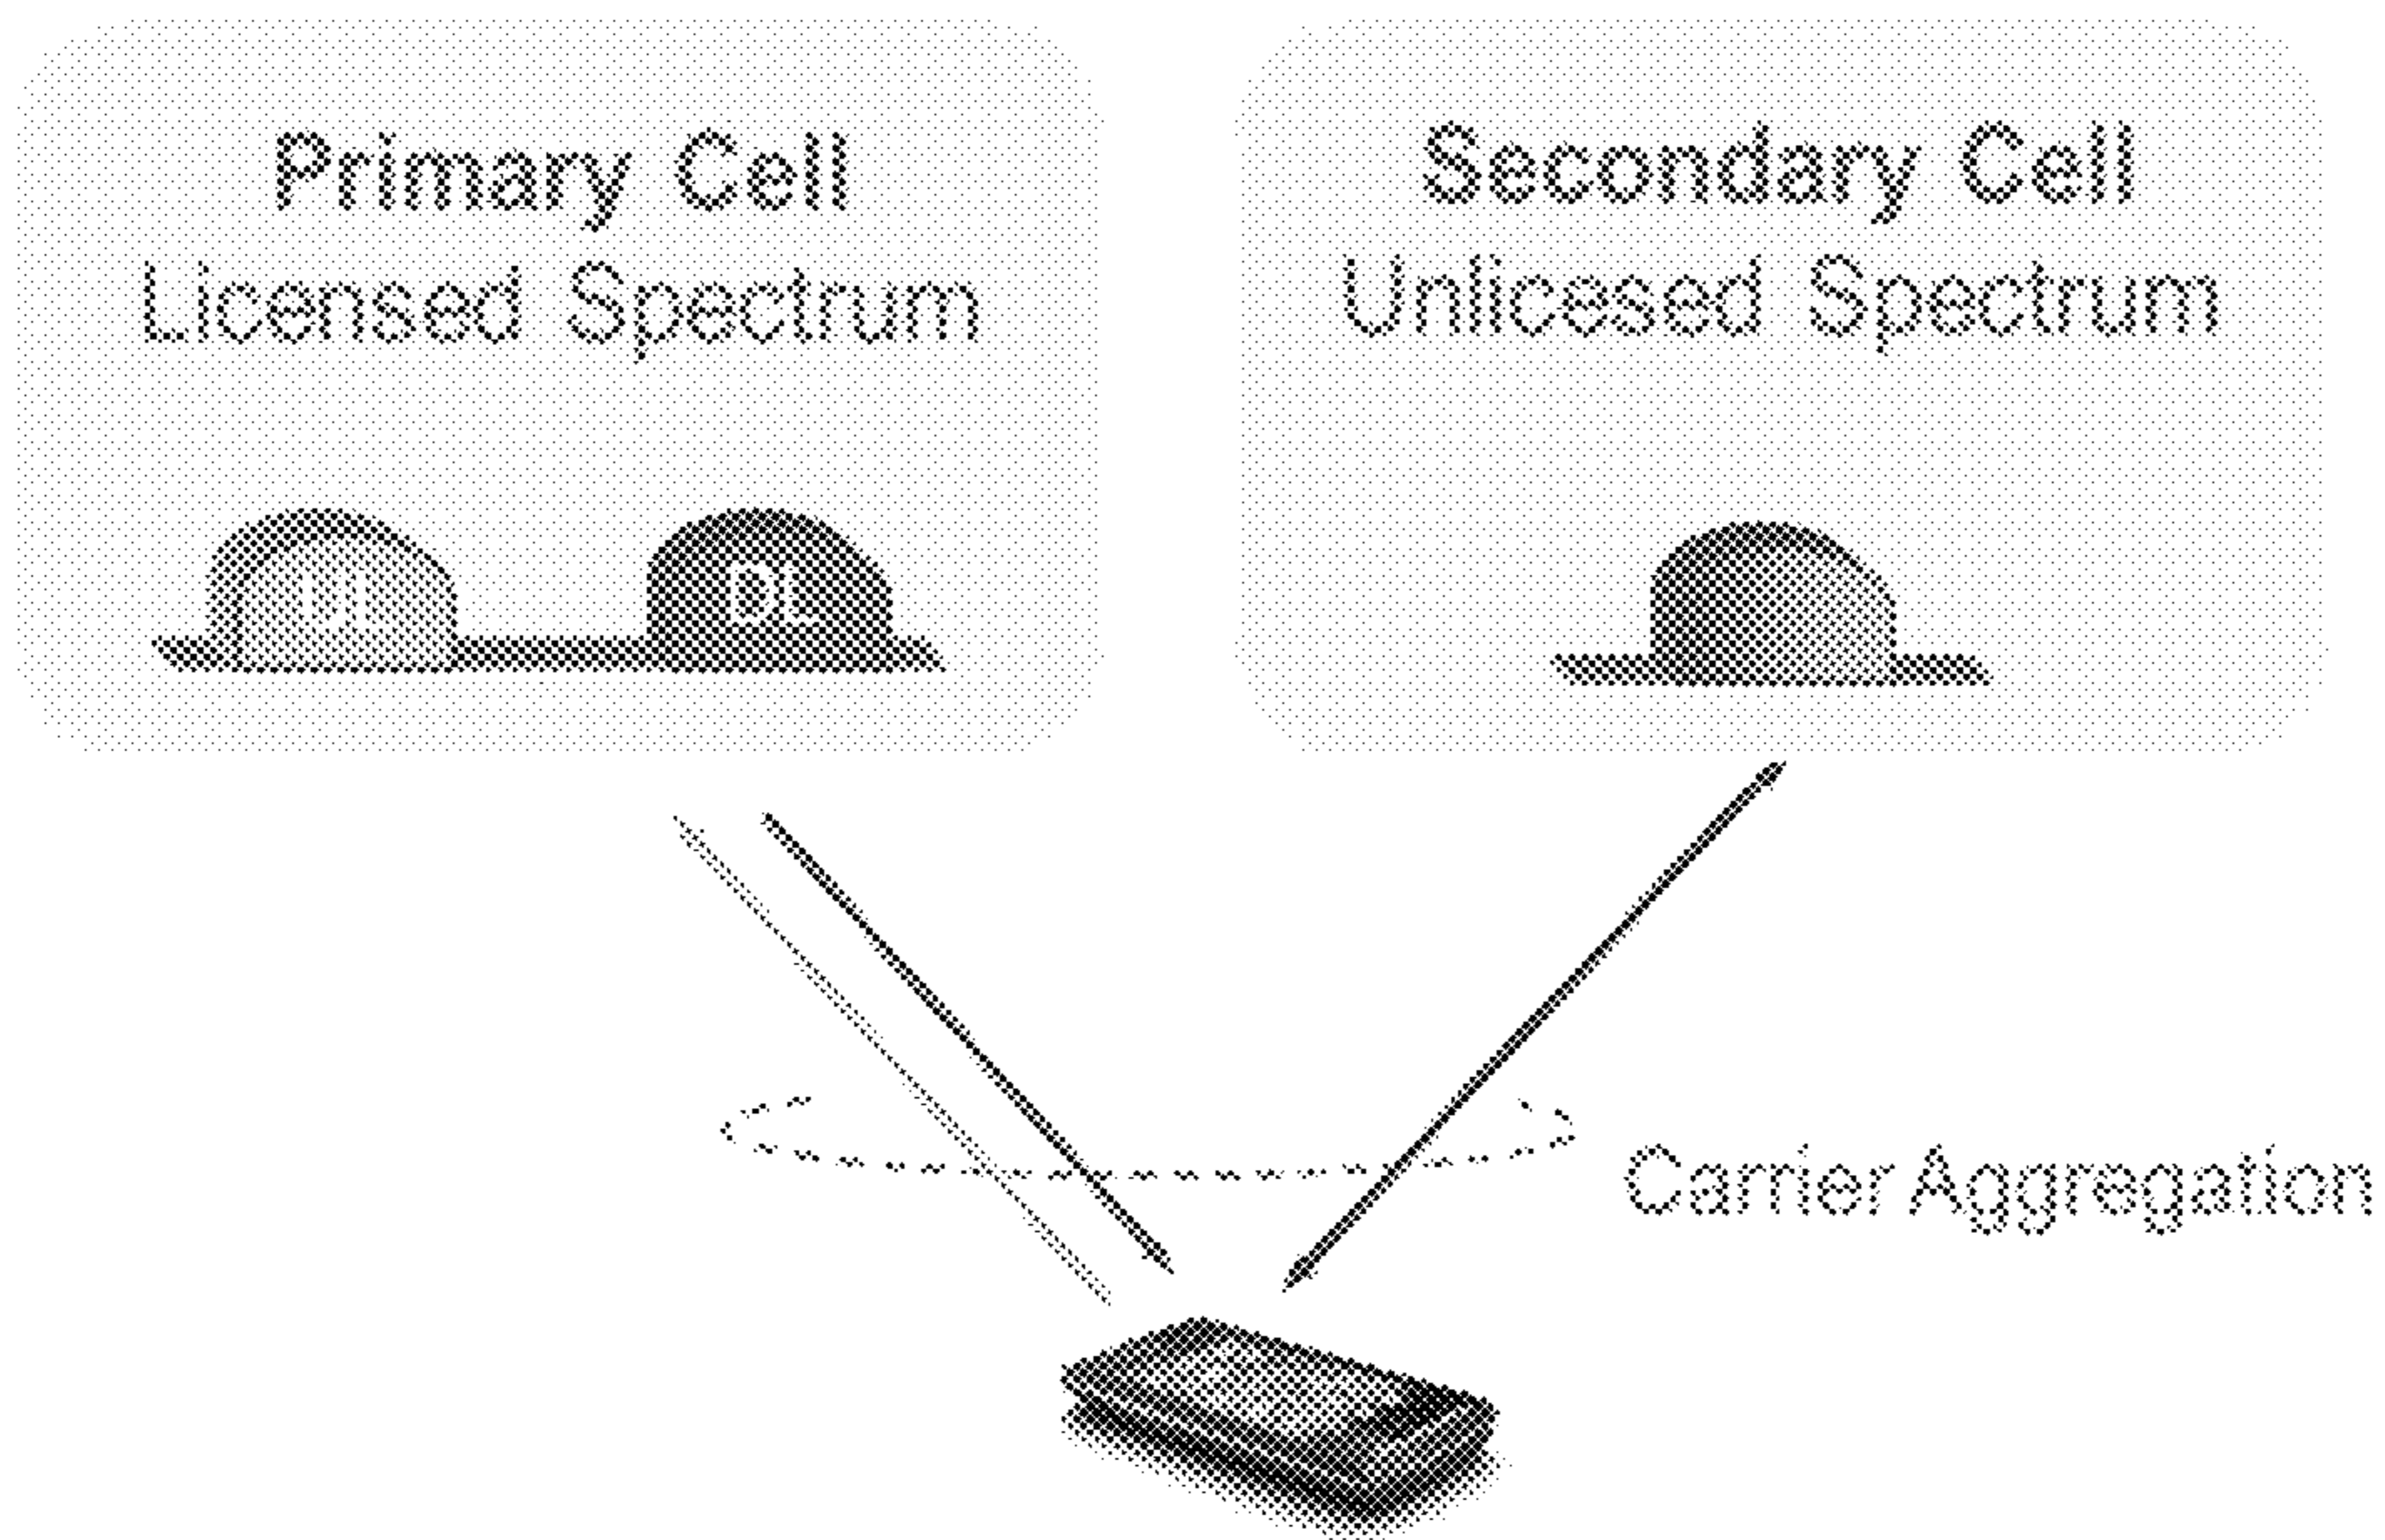 Primary Cell
Licensed Spectrum
Secondary Cell
Unlicesed Spectrum
DL
Carrier Aggregation